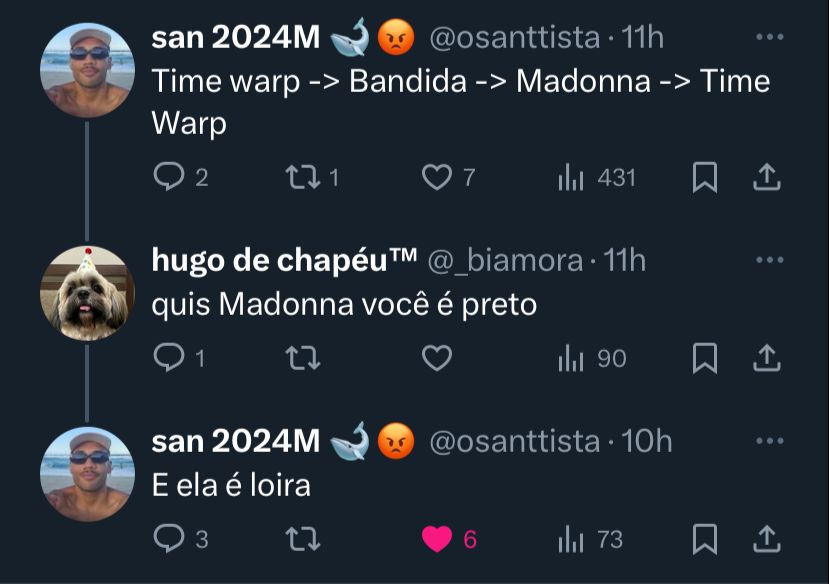 san 2024M 🐋😡 @osanttista · 11h
Time warp -> Bandida -> Madonna -> Time
Warp
2 1 7 431
hugo de chapéu™ @_biamora · 11h
quis Madonna você é preto
1 90
san 2024M 🐋😡 @osanttista · 10h
E ela é loira
3 6 73